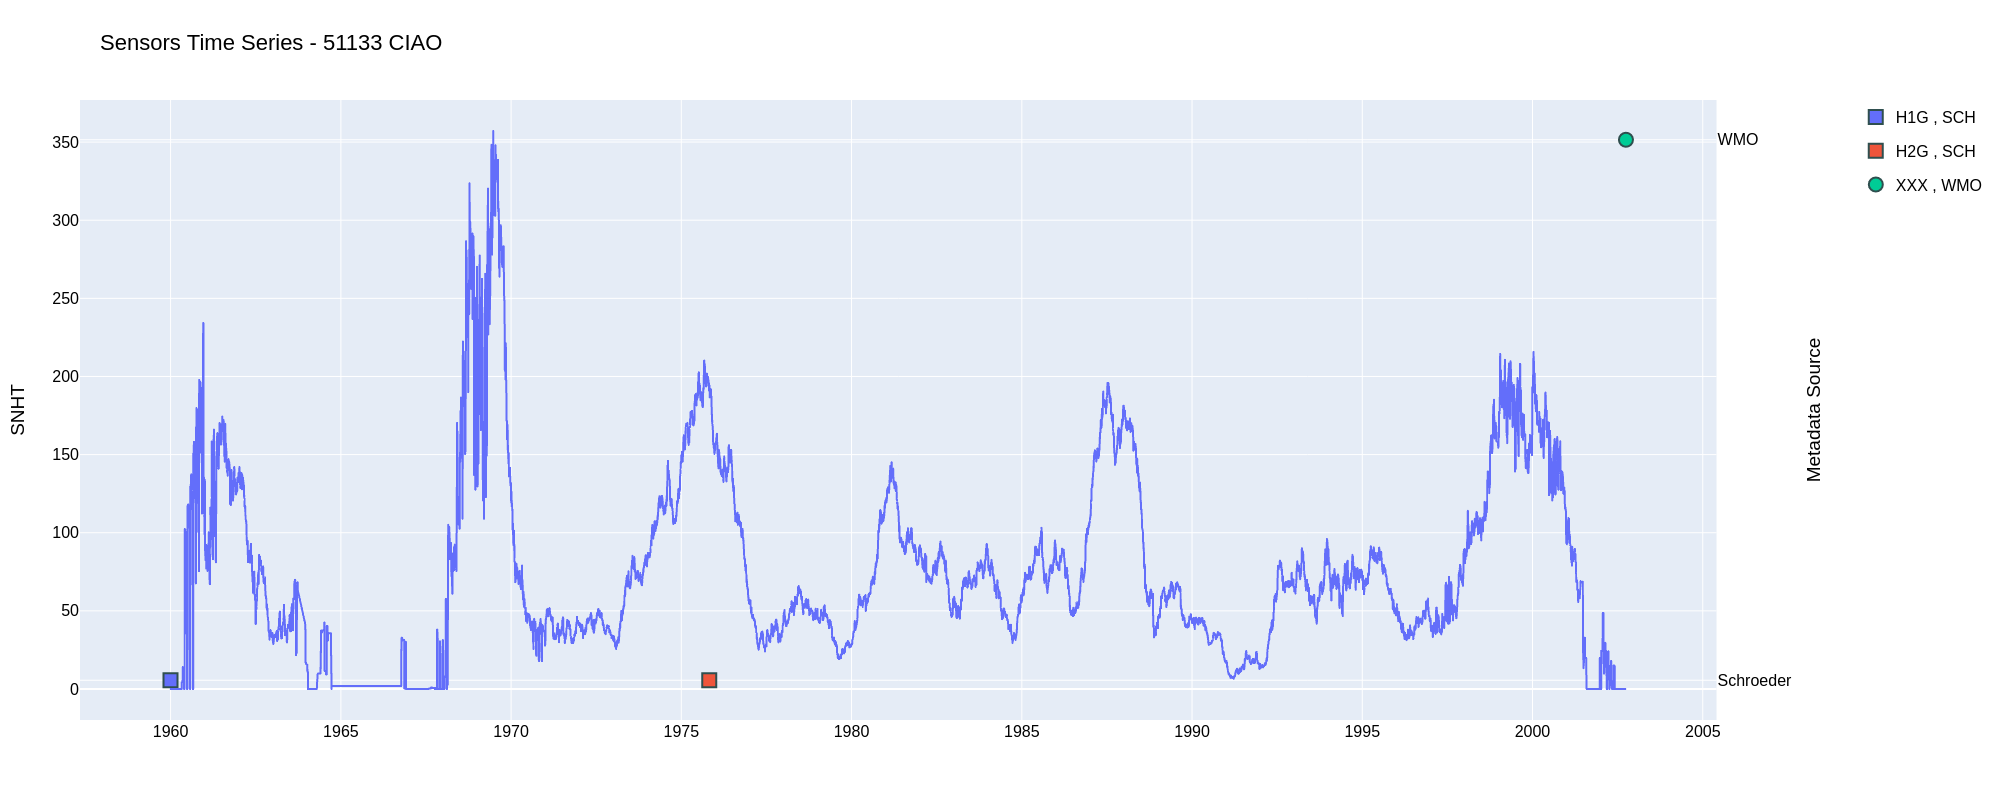 Sensors Time Series - 51133 CIAO
H1G , SCH
H2G , SCH
XXX , WMO
350
300
250
200
150
100
50
0
SNHT
WMO
Schroeder
Metadata Source
1960 1965 1970 1975 1980 1985 1990 1995 2000 2005